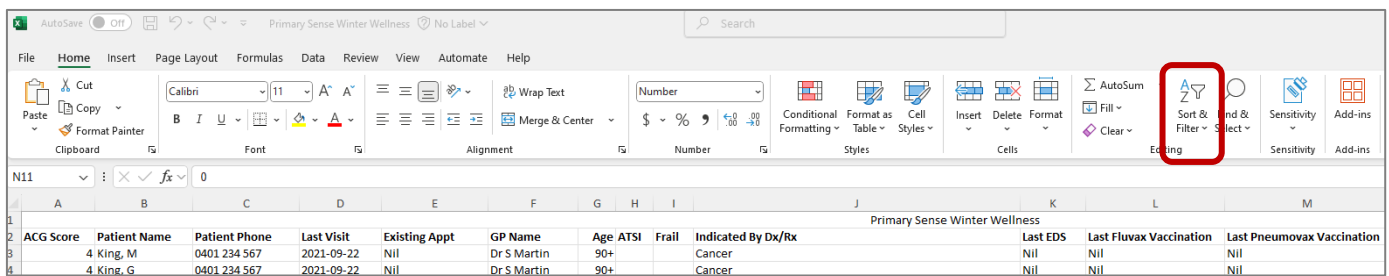 AutoSave Off Primary Sense Winter Wellness No Label Search
File Home Insert Page Layout Formulas Data Review View Automate Help
Paste
Cut
Copy
Format Painter
Clipboard
Calibri 11 A^ A˅
B I U A
Font
ab Wrap Text
Merge & Center
Alignment
Number
$ % 9 .00 .00
Number
Conditional Formatting
Format as Table
Cell Styles
Styles
Insert Delete Format
Cells
∑ AutoSum
Fill
Clear
Sort & Filter
Find & Select
Editing
Sensitivity
Sensitivity
Add-ins
Add-ins
N11 fx 0
A B C D E F G H I J K L M
1 Primary Sense Winter Wellness
2 ACG Score Patient Name Patient Phone Last Visit Existing Appt GP Name Age ATSI Frail Indicated By Dx/Rx Last EDS Last Fluvax Vaccination Last Pneumovax Vaccination
3 4 King, M 0401 234 567 2021-09-22 Nil Dr S Martin 90+ Cancer Nil Nil Nil
4 4 King, G 0401 234 567 2021-09-22 Nil Dr S Martin 90+ Cancer Nil Nil Nil